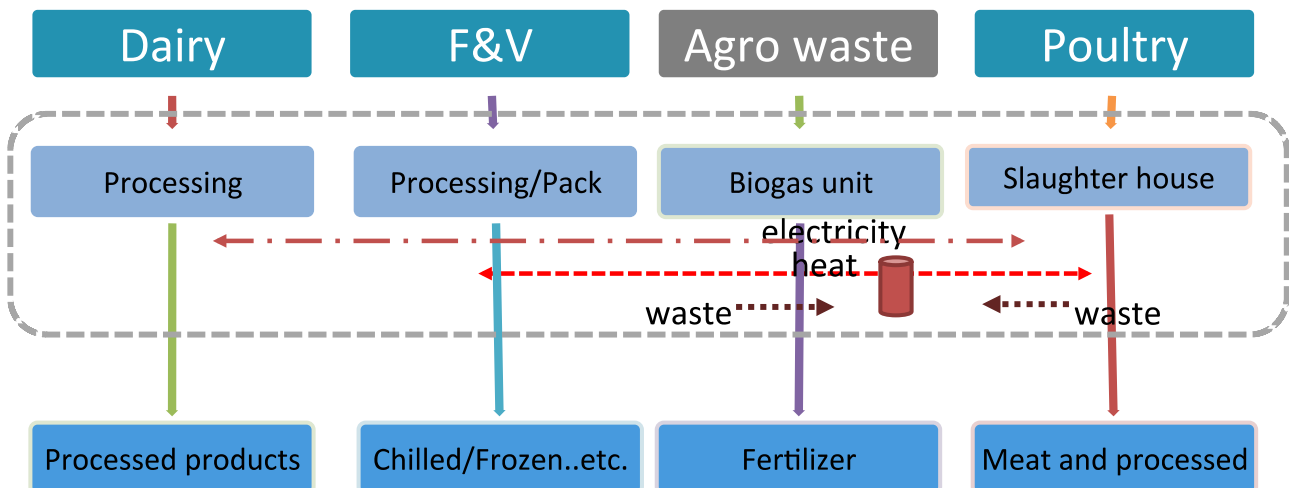 Dairy
F&V
Agro waste
Poultry
Processing
Processing/Pack
Biogas unit
Slaughter house
electricity
heat
waste
waste
Processed products
Chilled/Frozen..etc.
Fertilizer
Meat and processed